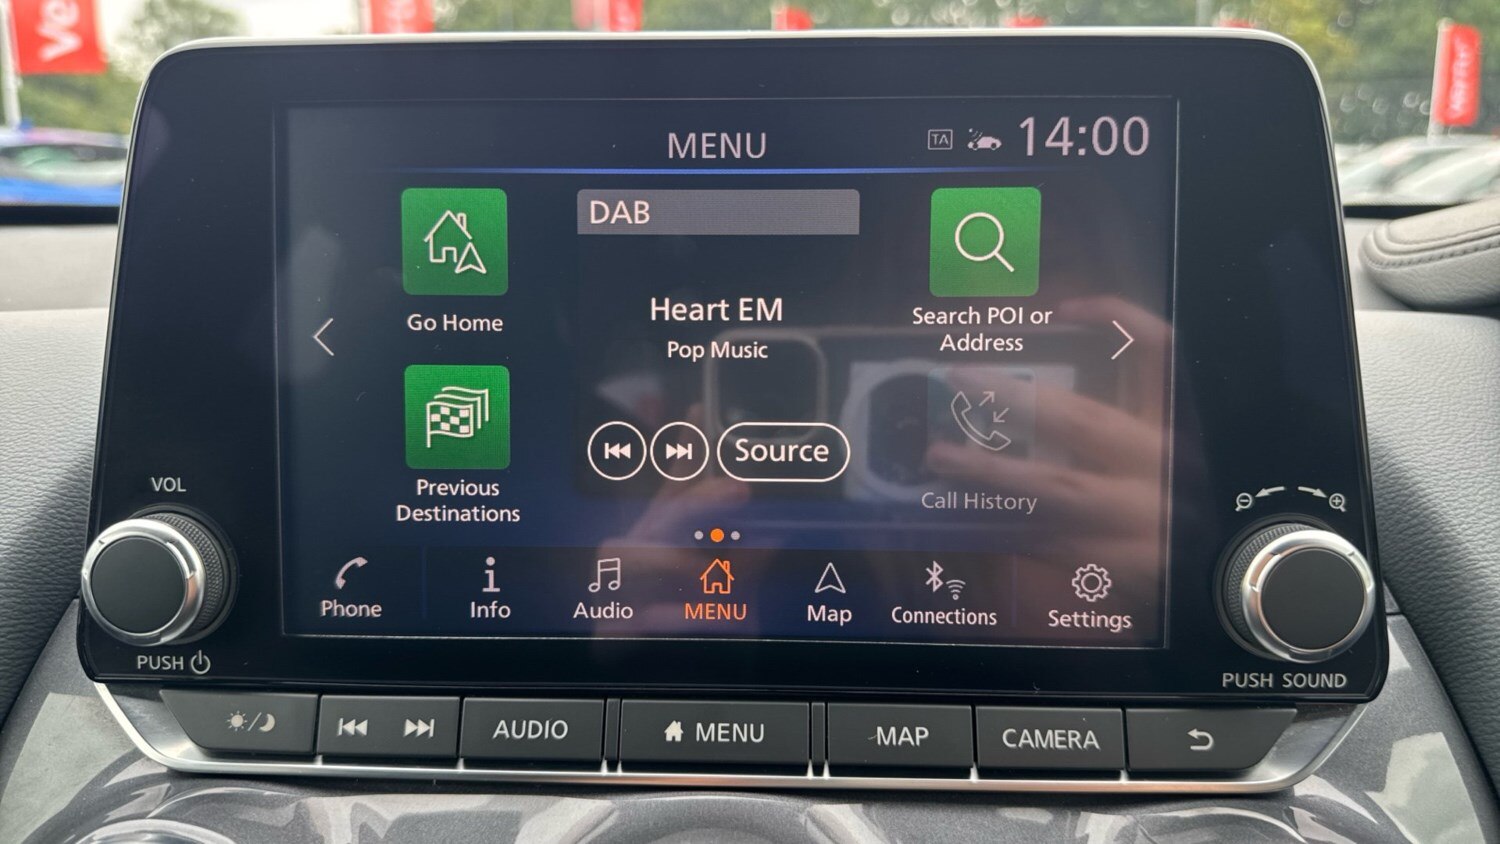 MENU
TA
14:00
DAB
Go Home
Heart EM
Pop Music
Search POI or
Address
Previous
Destinations
Source
Call History
Phone
Info
Audio
MENU
Map
Connections
Settings
VOL
PUSH
PUSH SOUND
AUDIO
MENU
MAP
CAMERA